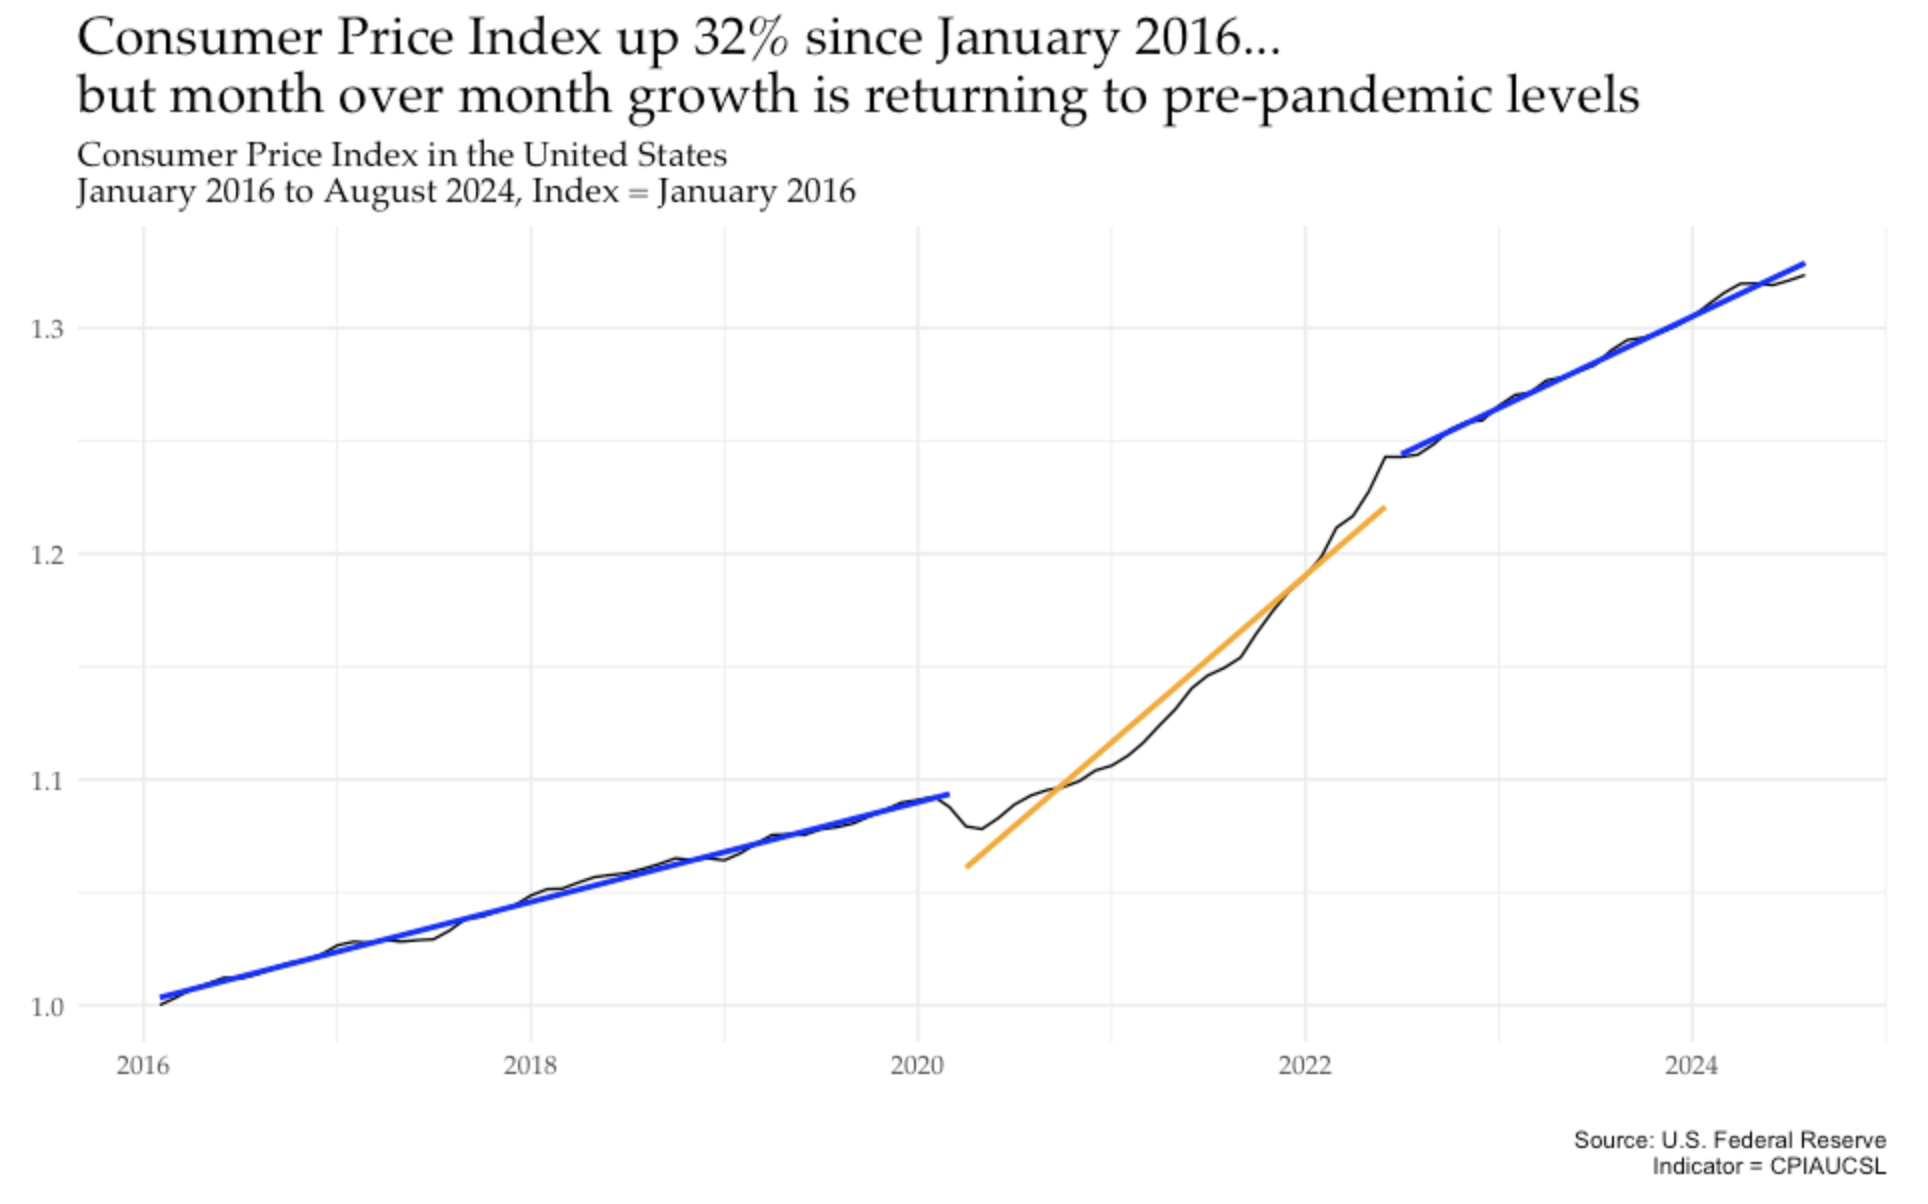 Consumer Price Index up 32% since January 2016...
but month over month growth is returning to pre-pandemic levels
Consumer Price Index in the United States
January 2016 to August 2024, Index = January 2016
1.3
1.2
1.1
1.0
2016 2018 2020 2022 2024
Source: U.S. Federal Reserve
Indicator = CPIAUCSL